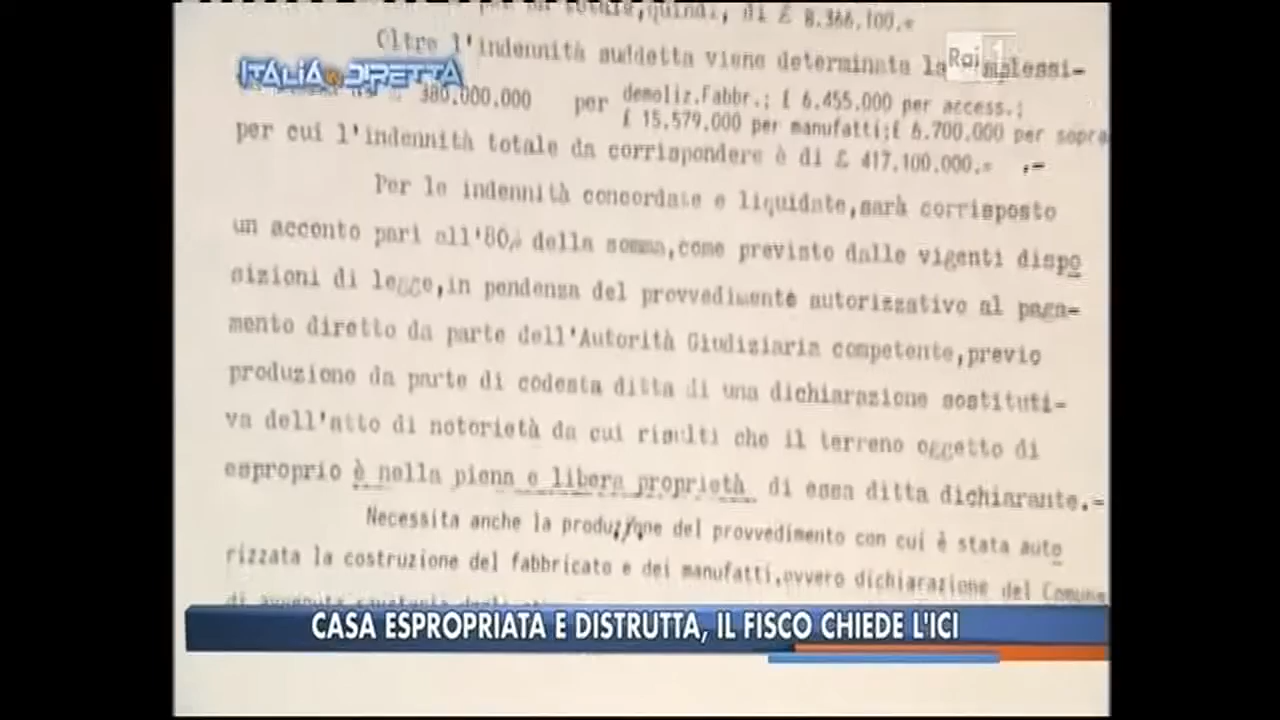 per un totale, quindi, di £ 8.366.100.=
Oltre l'indennità suddetta viene determinata la
Rai 1
mplessi-
ITALIA IN DIRETTA
380.000.000 per demoliz.Fabbr.; £ 6.455.000 per access.;
£ 15.579.000 per manufatti;£ 6.700.000 per sopra
per cui l'indennità totale da corrispondere è di £ 417.100.000.= .-
Per le indennità concordate e liquidate,sarà corrisposto
un acconto pari all'80% della somma,come previsto dalle vigenti dispo
sizioni di legge,in pendenza del provvedimente autorizzativo al paga-
mento diretto da parte dell'Autorità Giudiziaria competente,previo
produzione da parte di codesta ditta di una dichiarazione sostituti-
va dell'atto di notorietà da cui risulti che il terreno oggetto di
esproprio è nella piena e libera proprietà di essa ditta dichiarante.-
Necessita anche la produzione del provvedimento con cui è stata auto
rizzata la costruzione del fabbricato e dei manufatti,ovvero dichiarazione del Comune
di avvenuta
CASA ESPROPRIATA E DISTRUTTA, IL FISCO CHIEDE L'ICI